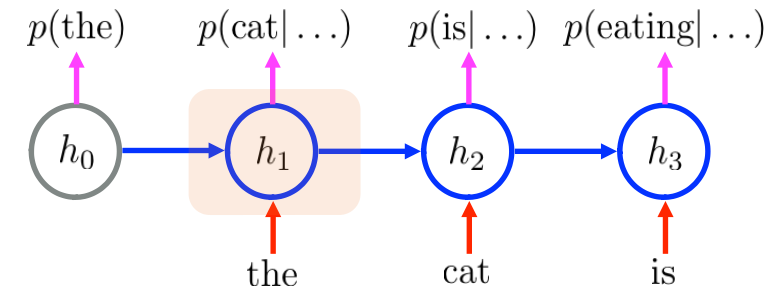 p(the) p(cat| ...) p(is| ...) p(eating| ...)
h₀ h₁ h₂ h₃
the cat is